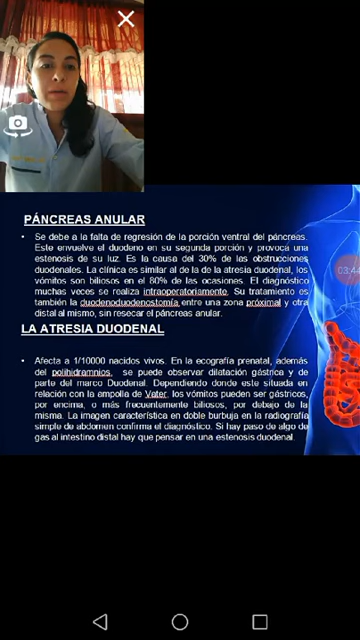 PÁNCREAS ANULAR
• Se debe a la falta de regresión de la porción ventral del páncreas.
Este envuelve el duodeno en su segunda porción y provoca una
estenosis de su luz. Es la causa del 30% de las obstrucciones
duodenales. La clínica es similar al de la de atresia duodenal, los
vómitos son biliosos en el 80% de las ocasiones. El diagnóstico
muchas veces se realiza intraoperatoriamente. Su tratamiento es
también la duodenoduodenostomía entre una zona próximal y otra
distal al mismo, sin resecar el páncreas anular.
03:44
LA ATRESIA DUODENAL
• Afecta a 1/10000 nacidos vivos. En la ecografía prenatal, además
del polihidramnios, se puede observar dilatación gástrica y de
parte del marco Duodenal. Dependiendo donde este situada en
relación con la ampolla de Vater, los vómitos pueden ser gástricos,
por encima, o más frecuentemente biliosos, por debajo de la
misma. La imagen característica en doble burbuja en la radiografía
simple de abdomen confirma el diagnóstico. Si hay paso de algo de
gas al intestino distal hay que pensar en una estenosis duodenal.